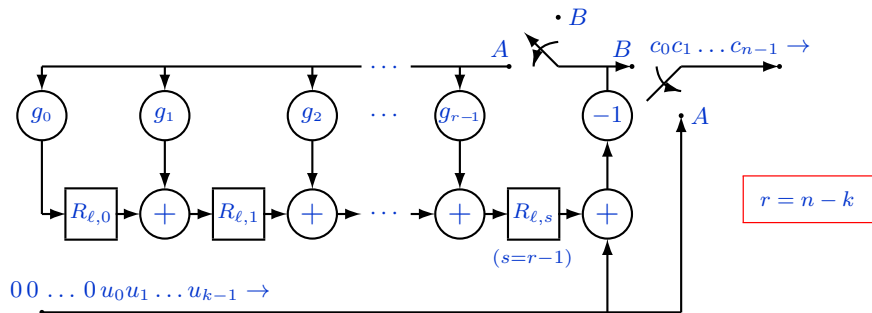 B
A … B c₀c₁ … cₙ₋₁ →
g₀ g₁ g₂ … gᵣ₋₁ −1 A
R_{ℓ,0} + R_{ℓ,1} + … + R_{ℓ,s} +
r = n − k
(s=r−1)
0 0 … 0 u₀u₁ … u_{k−1} →